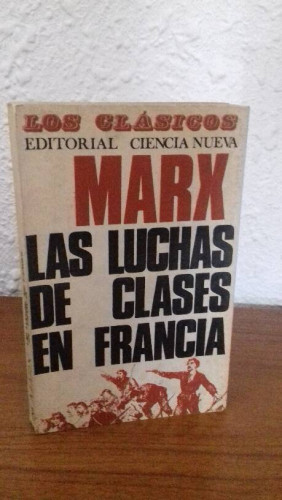 LOS CLÁSICOS
EDITORIAL CIENCIA NUEVA
MARX
LAS LUCHAS
DE CLASES
EN FRANCIA